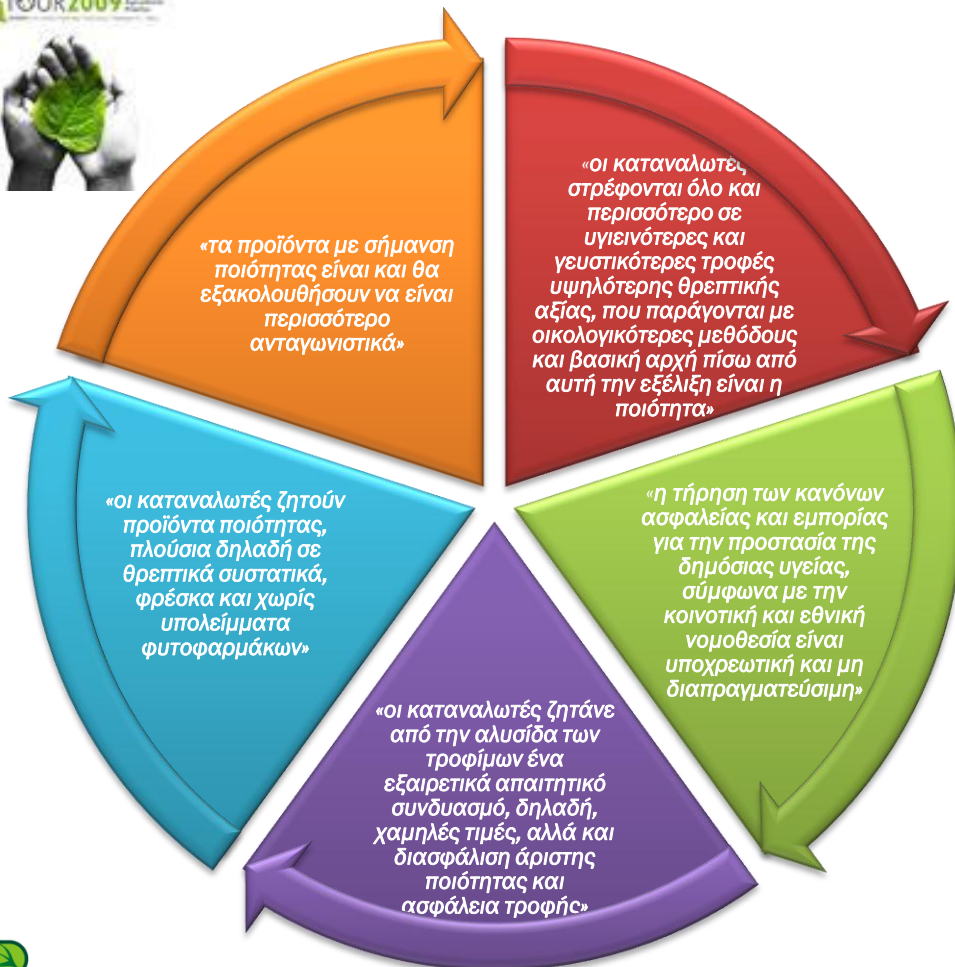 TOUR2009
«οι καταναλωτές
στρέφονται όλο και
περισσότερο σε
υγιεινότερες και
γευστικότερες τροφές
υψηλότερης θρεπτικής
αξίας, που παράγονται με
οικολογικότερες μεθόδους
και βασική αρχή πίσω από
αυτή την εξέλιξη είναι η
ποιότητα»
«η τήρηση των κανόνων
ασφαλείας και εμπορίας
για την προστασία της
δημόσιας υγείας,
σύμφωνα με την
κοινοτική και εθνική
νομοθεσία είναι
υποχρεωτική και μη
διαπραγματεύσιμη»
«οι καταναλωτές ζητάνε
από την αλυσίδα των
τροφίμων ένα
εξαιρετικά απαιτητικό
συνδυασμό, δηλαδή,
χαμηλές τιμές, αλλά και
διασφάλιση άριστης
ποιότητας και
ασφάλεια τροφής»
«οι καταναλωτές ζητούν
προϊόντα ποιότητας,
πλούσια δηλαδή σε
θρεπτικά συστατικά,
φρέσκα και χωρίς
υπολείμματα
φυτοφαρμάκων»
«τα προϊόντα με σήμανση
ποιότητας είναι και θα
εξακολουθήσουν να είναι
περισσότερο
ανταγωνιστικά»